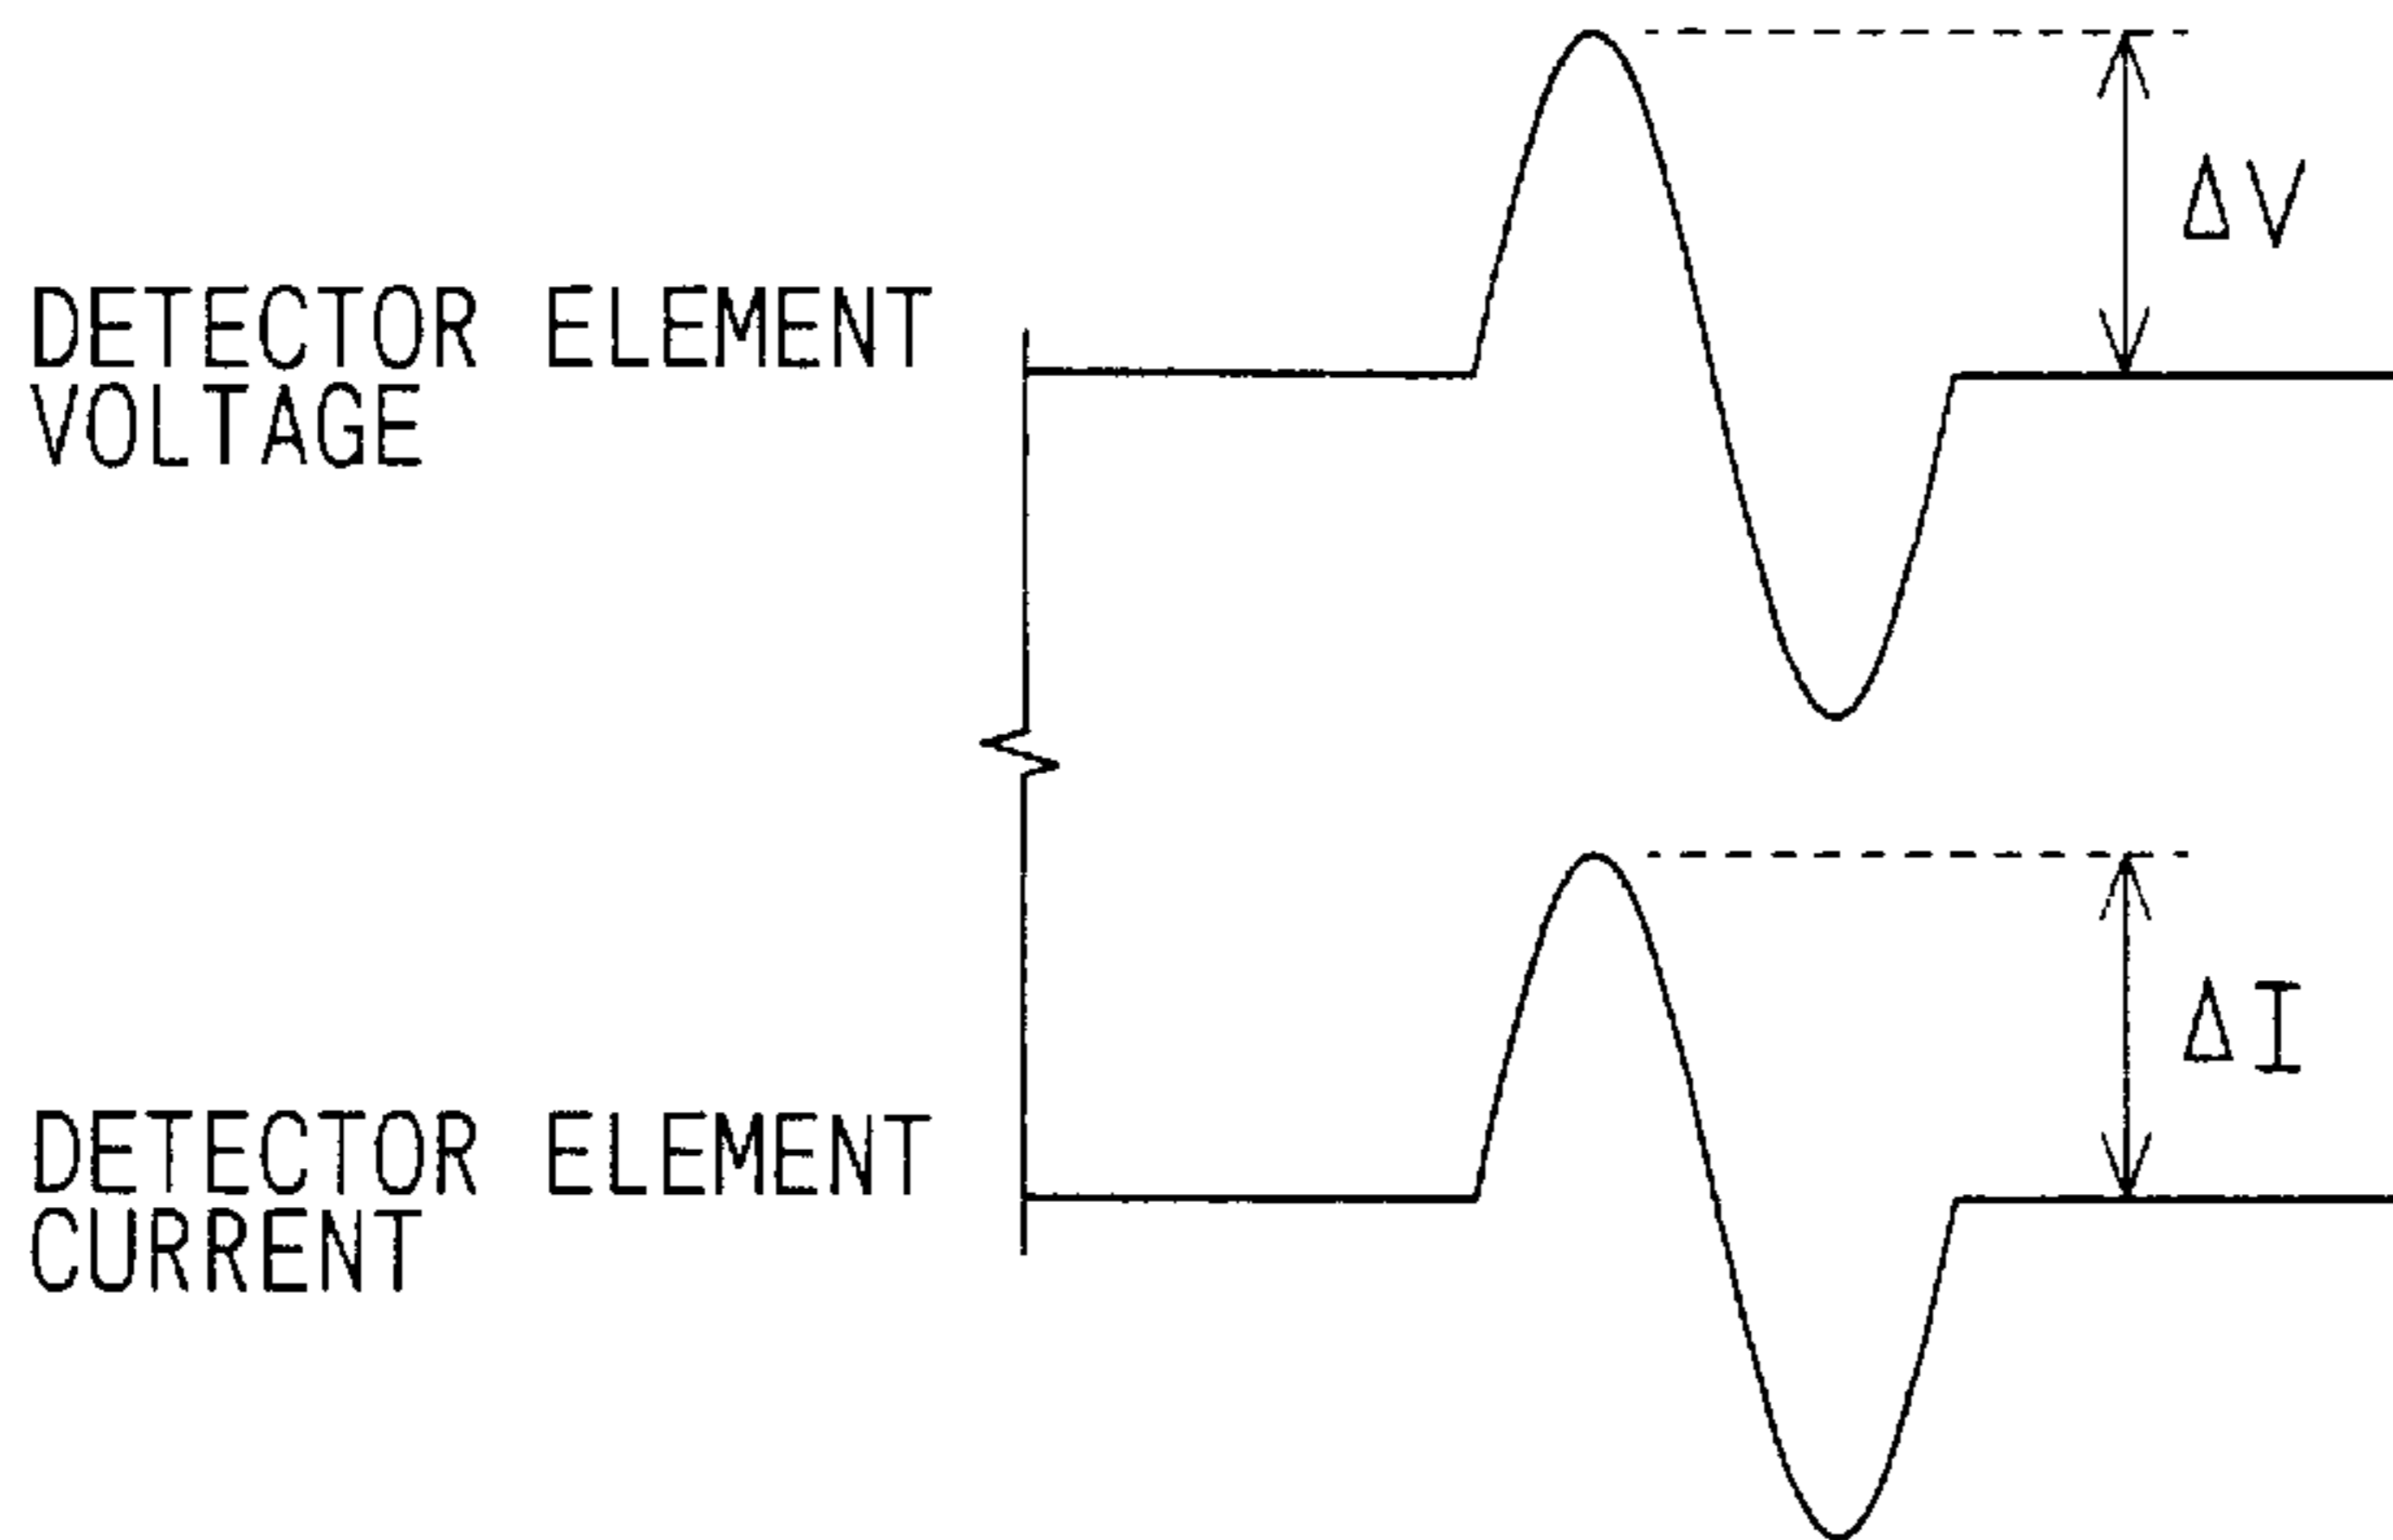 ΔV
DETECTOR ELEMENT
VOLTAGE
ΔI
DETECTOR ELEMENT
CURRENT